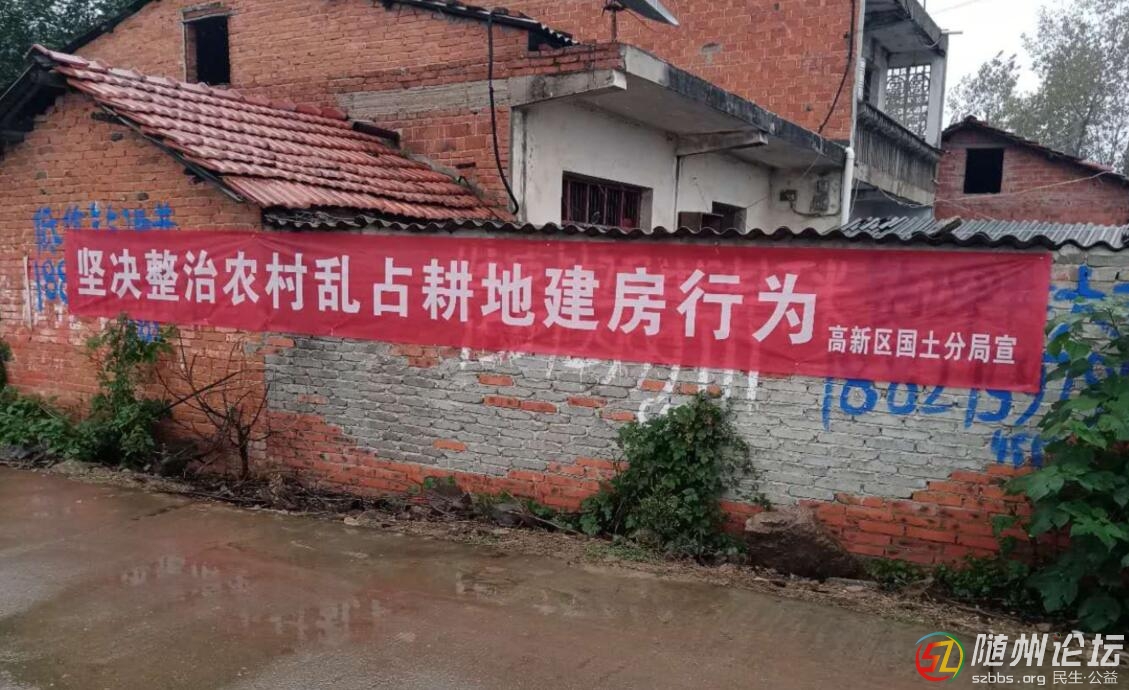 坚决整治农村乱占耕地建房行为
高新区国土分局宣
随州论坛
szbbs.org 民生·公益